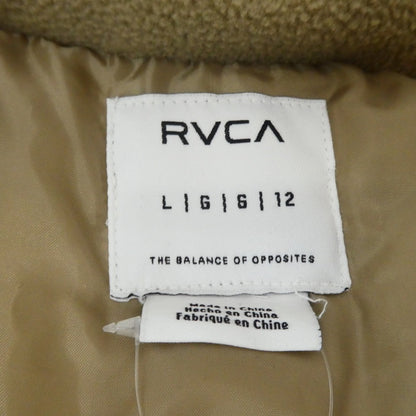 RVCA
L | G | G | 12
THE BALANCE OF OPPOSITES
Made in China
Hecho en China
Fabriqué en Chine